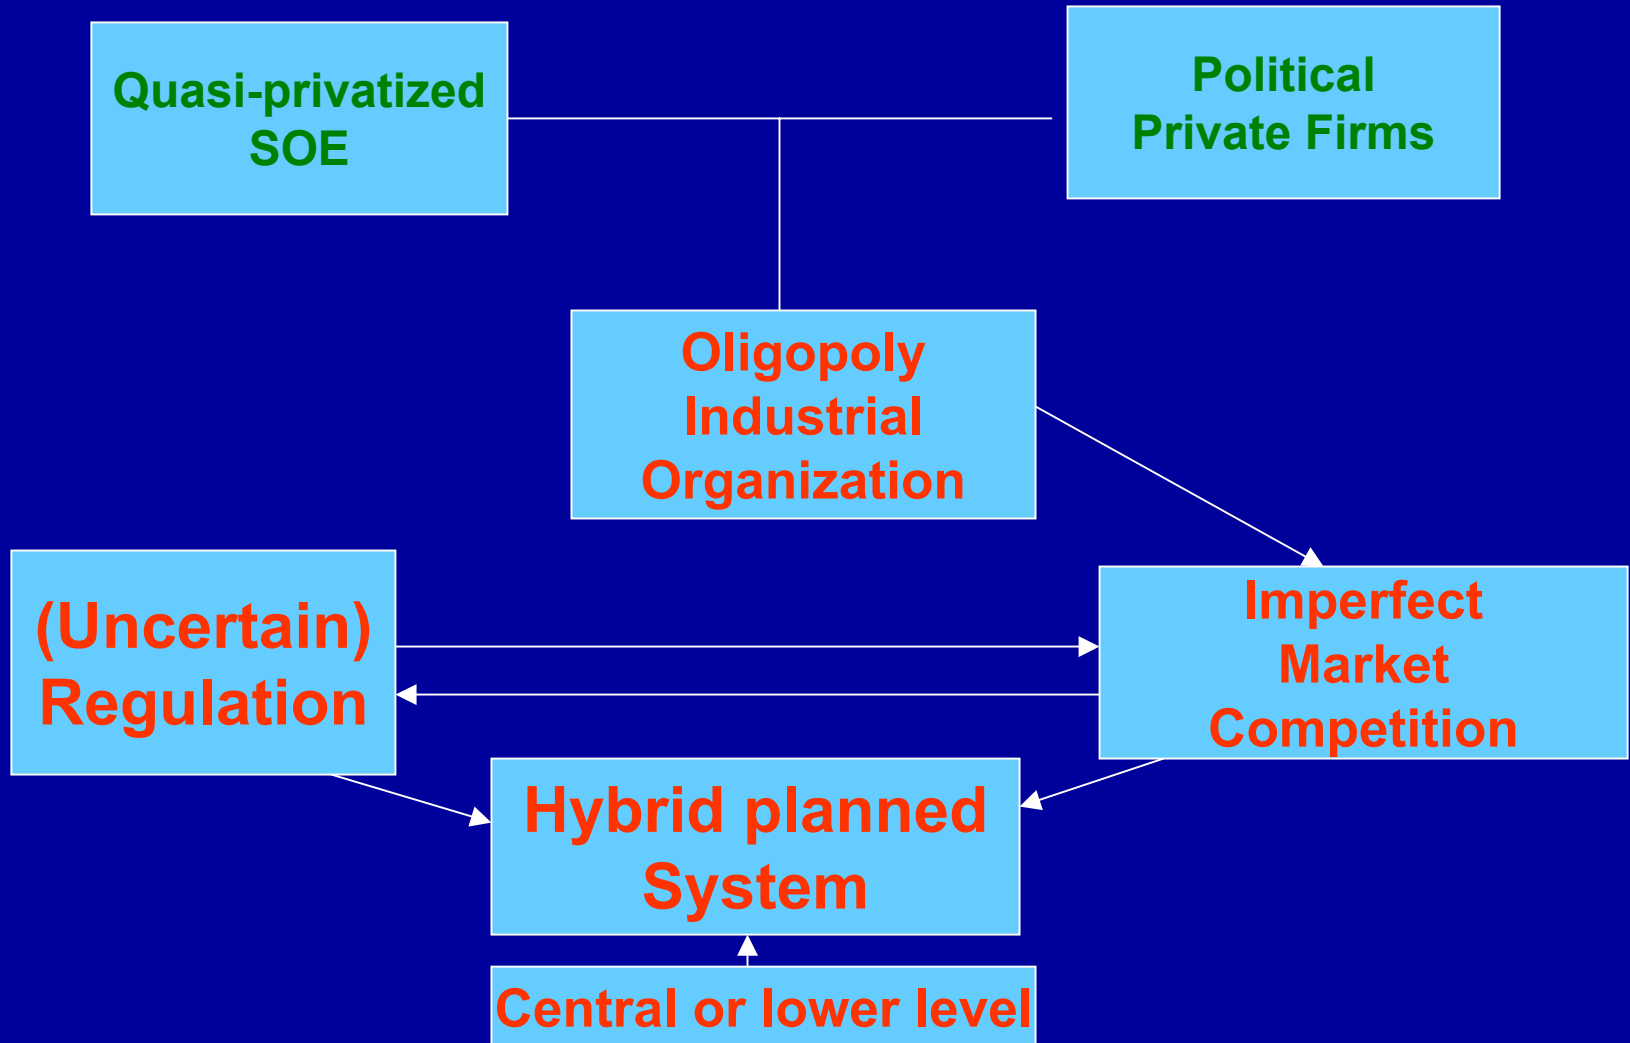 Quasi-privatized
SOE
Political
Private Firms
Oligopoly
Industrial
Organization
(Uncertain)
Regulation
Imperfect
Market
Competition
Hybrid planned
System
Central or lower level